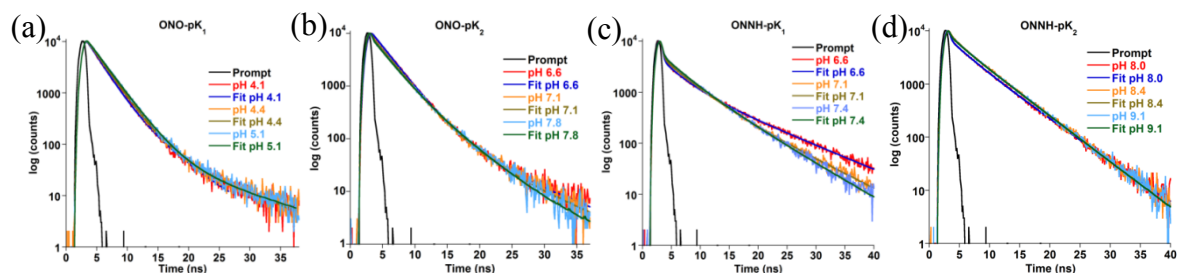 (a)
ONO-pK1
log (counts)
10⁴
1000
100
10
1
Prompt
pH 4.1
Fit pH 4.1
pH 4.4
Fit pH 4.4
pH 5.1
Fit pH 5.1
0 5 10 15 20 25 30 35
Time (ns)
(b)
ONO-pK2
log (counts)
10⁴
1000
100
10
1
Prompt
pH 6.6
Fit pH 6.6
pH 7.1
Fit pH 7.1
pH 7.8
Fit pH 7.8
0 5 10 15 20 25 30 35
Time (ns)
(c)
ONNH-pK1
log (counts)
10⁴
1000
100
10
1
Prompt
pH 6.6
Fit pH 6.6
pH 7.1
Fit pH 7.1
pH 7.4
Fit pH 7.4
0 5 10 15 20 25 30 35 40
Time (ns)
(d)
ONNH-pK2
log (counts)
10⁴
1000
100
10
1
Prompt
pH 8.0
Fit pH 8.0
pH 8.4
Fit pH 8.4
pH 9.1
Fit pH 9.1
0 5 10 15 20 25 30 35 40
Time (ns)